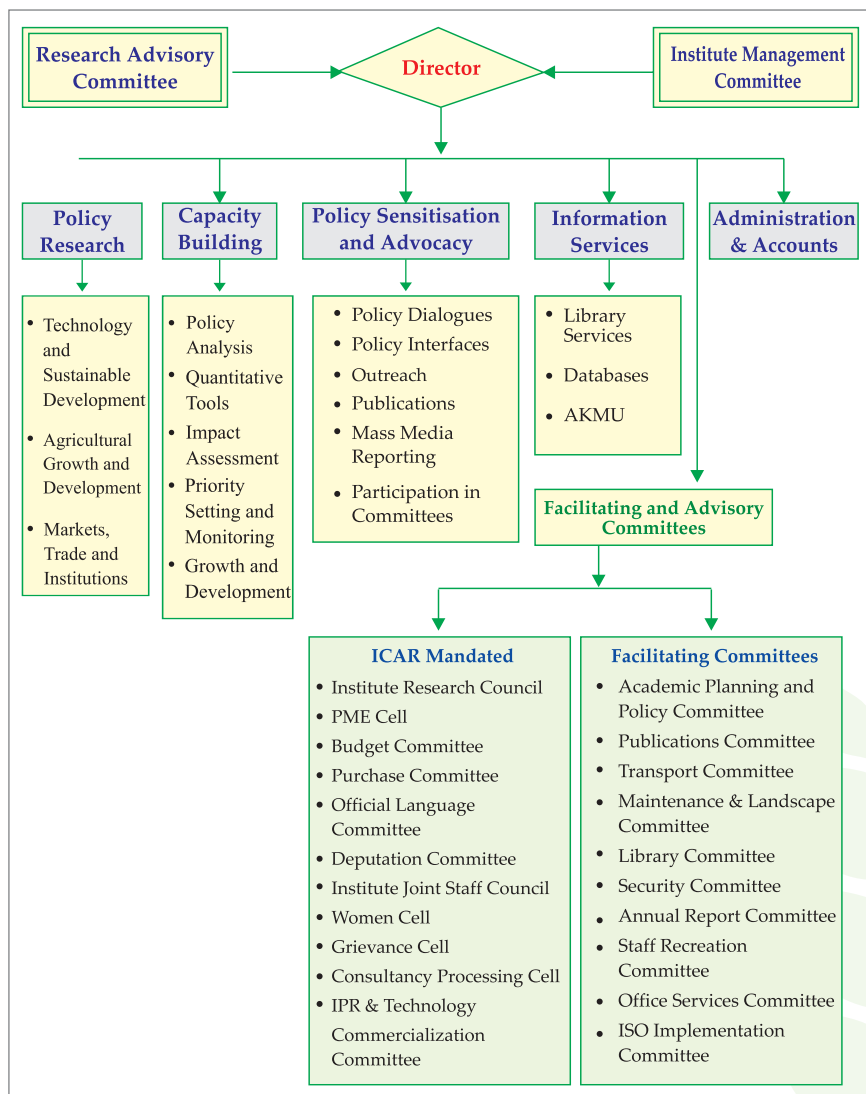 Research Advisory
Committee
Director
Institute Management
Committee
Policy
Research
Capacity
Building
Policy Sensitisation
and Advocacy
Information
Services
Administration
& Accounts
• Technology
and
Sustainable
Development
• Agricultural
Growth and
Development
• Markets,
Trade and
Institutions
• Policy
Analysis
• Quantitative
Tools
• Impact
Assessment
• Priority
Setting and
Monitoring
• Growth and
Development
• Policy Dialogues
• Policy Interfaces
• Outreach
• Publications
• Mass Media
Reporting
• Participation in
Committees
• Library
Services
• Databases
• AKMU
Facilitating and Advisory
Committees
ICAR Mandated
• Institute Research Council
• PME Cell
• Budget Committee
• Purchase Committee
• Official Language
Committee
• Deputation Committee
• Institute Joint Staff Council
• Women Cell
• Grievance Cell
• Consultancy Processing Cell
• IPR & Technology
Commercialization
Committee
Facilitating Committees
• Academic Planning and
Policy Committee
• Publications Committee
• Transport Committee
• Maintenance & Landscape
Committee
• Library Committee
• Security Committee
• Annual Report Committee
• Staff Recreation
Committee
• Office Services Committee
• ISO Implementation
Committee